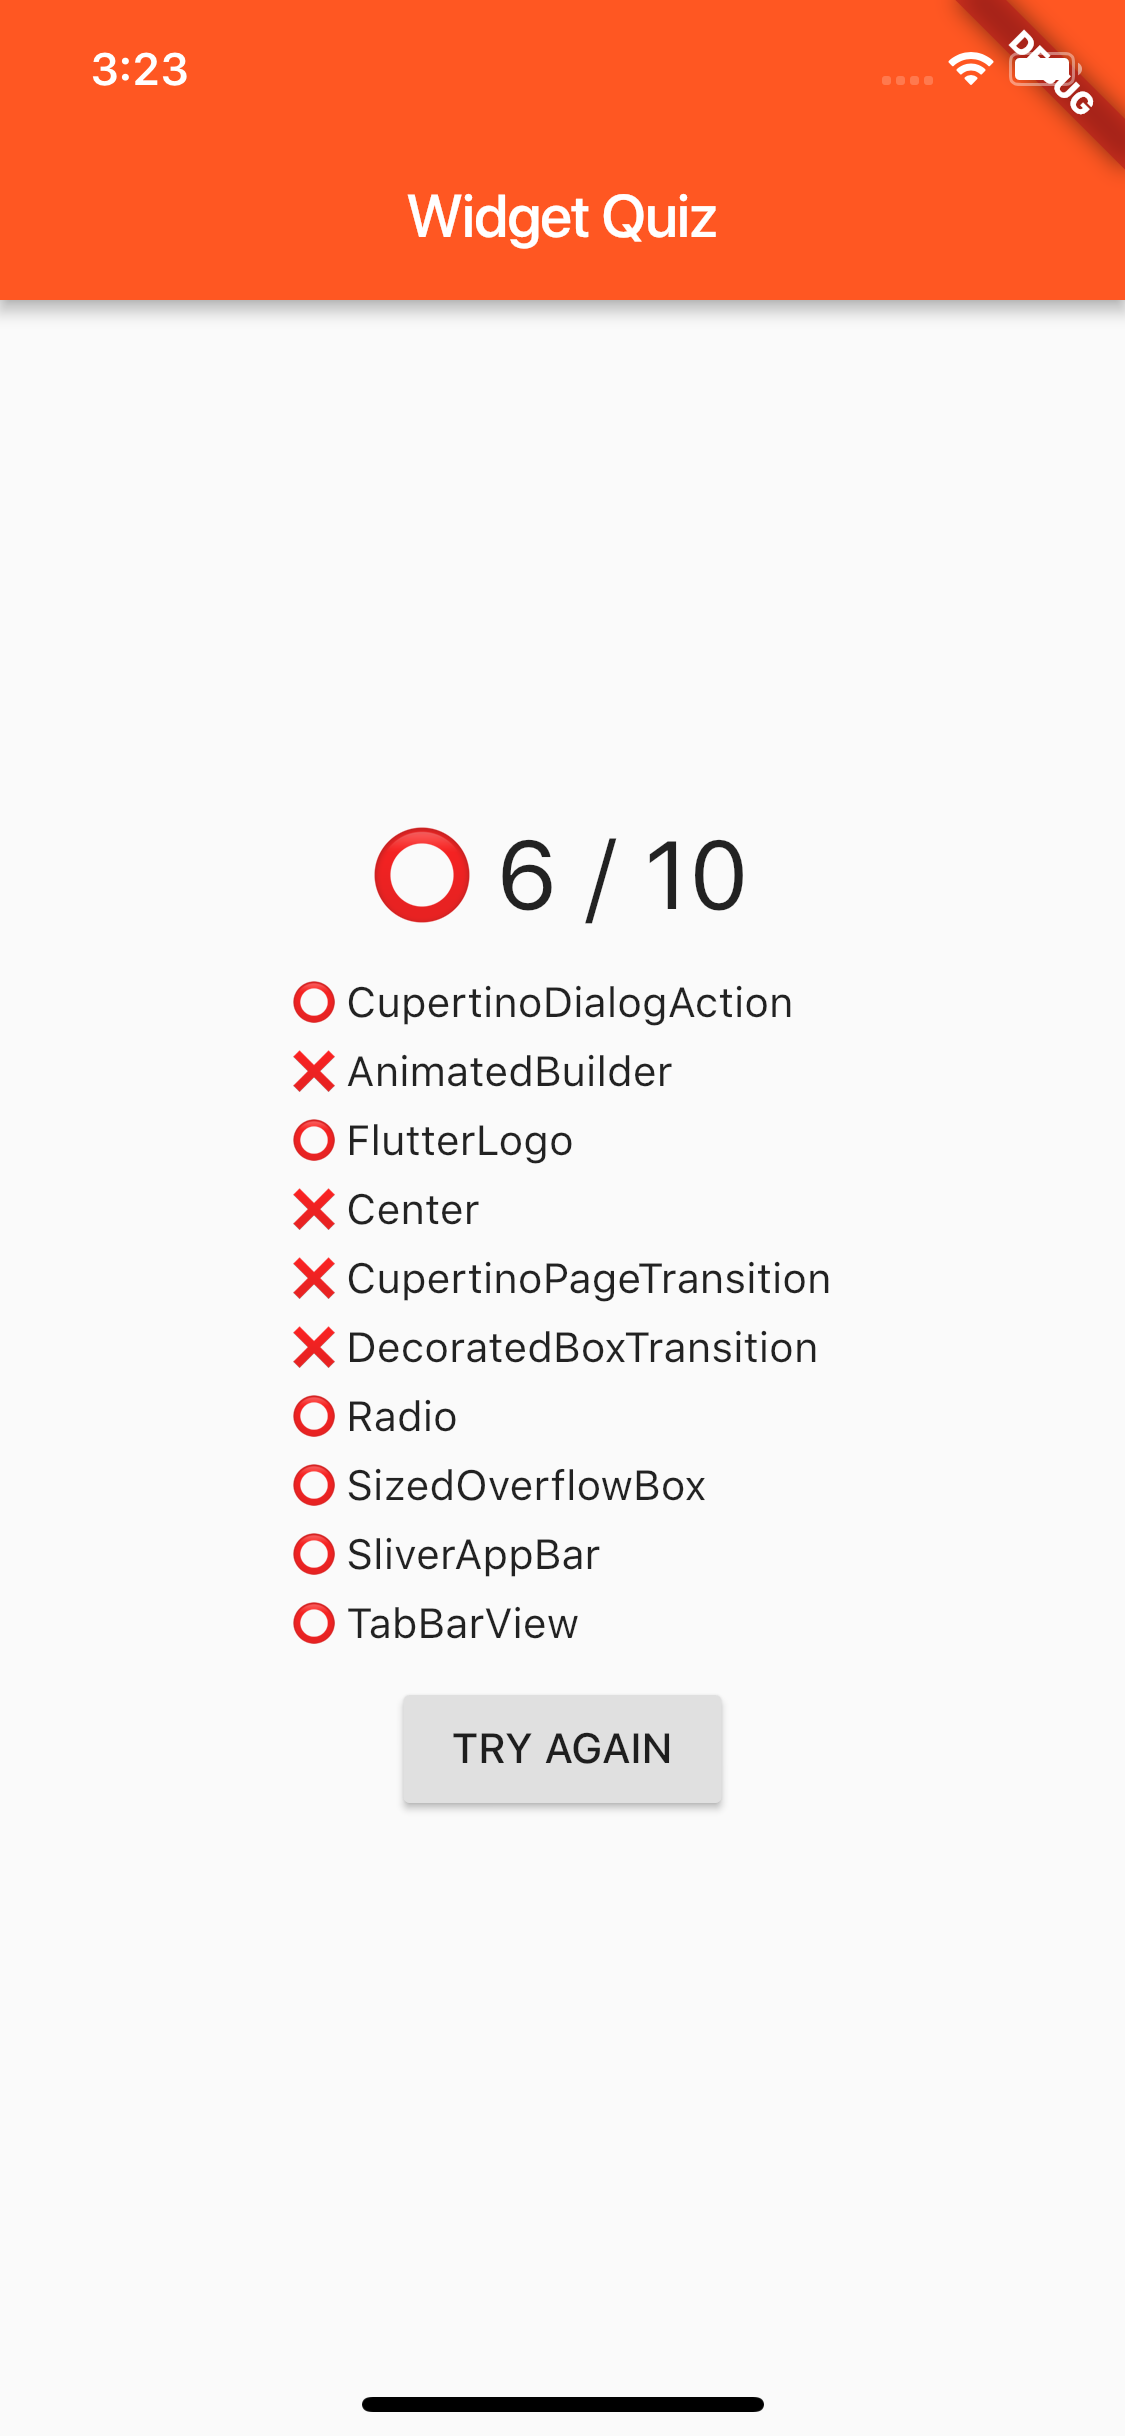 3:23
DEBUG
Widget Quiz
⭕ 6 / 10
⭕ CupertinoDialogAction
❌ AnimatedBuilder
⭕ FlutterLogo
❌ Center
❌ CupertinoPageTransition
❌ DecoratedBoxTransition
⭕ Radio
⭕ SizedOverflowBox
⭕ SliverAppBar
⭕ TabBarView
TRY AGAIN